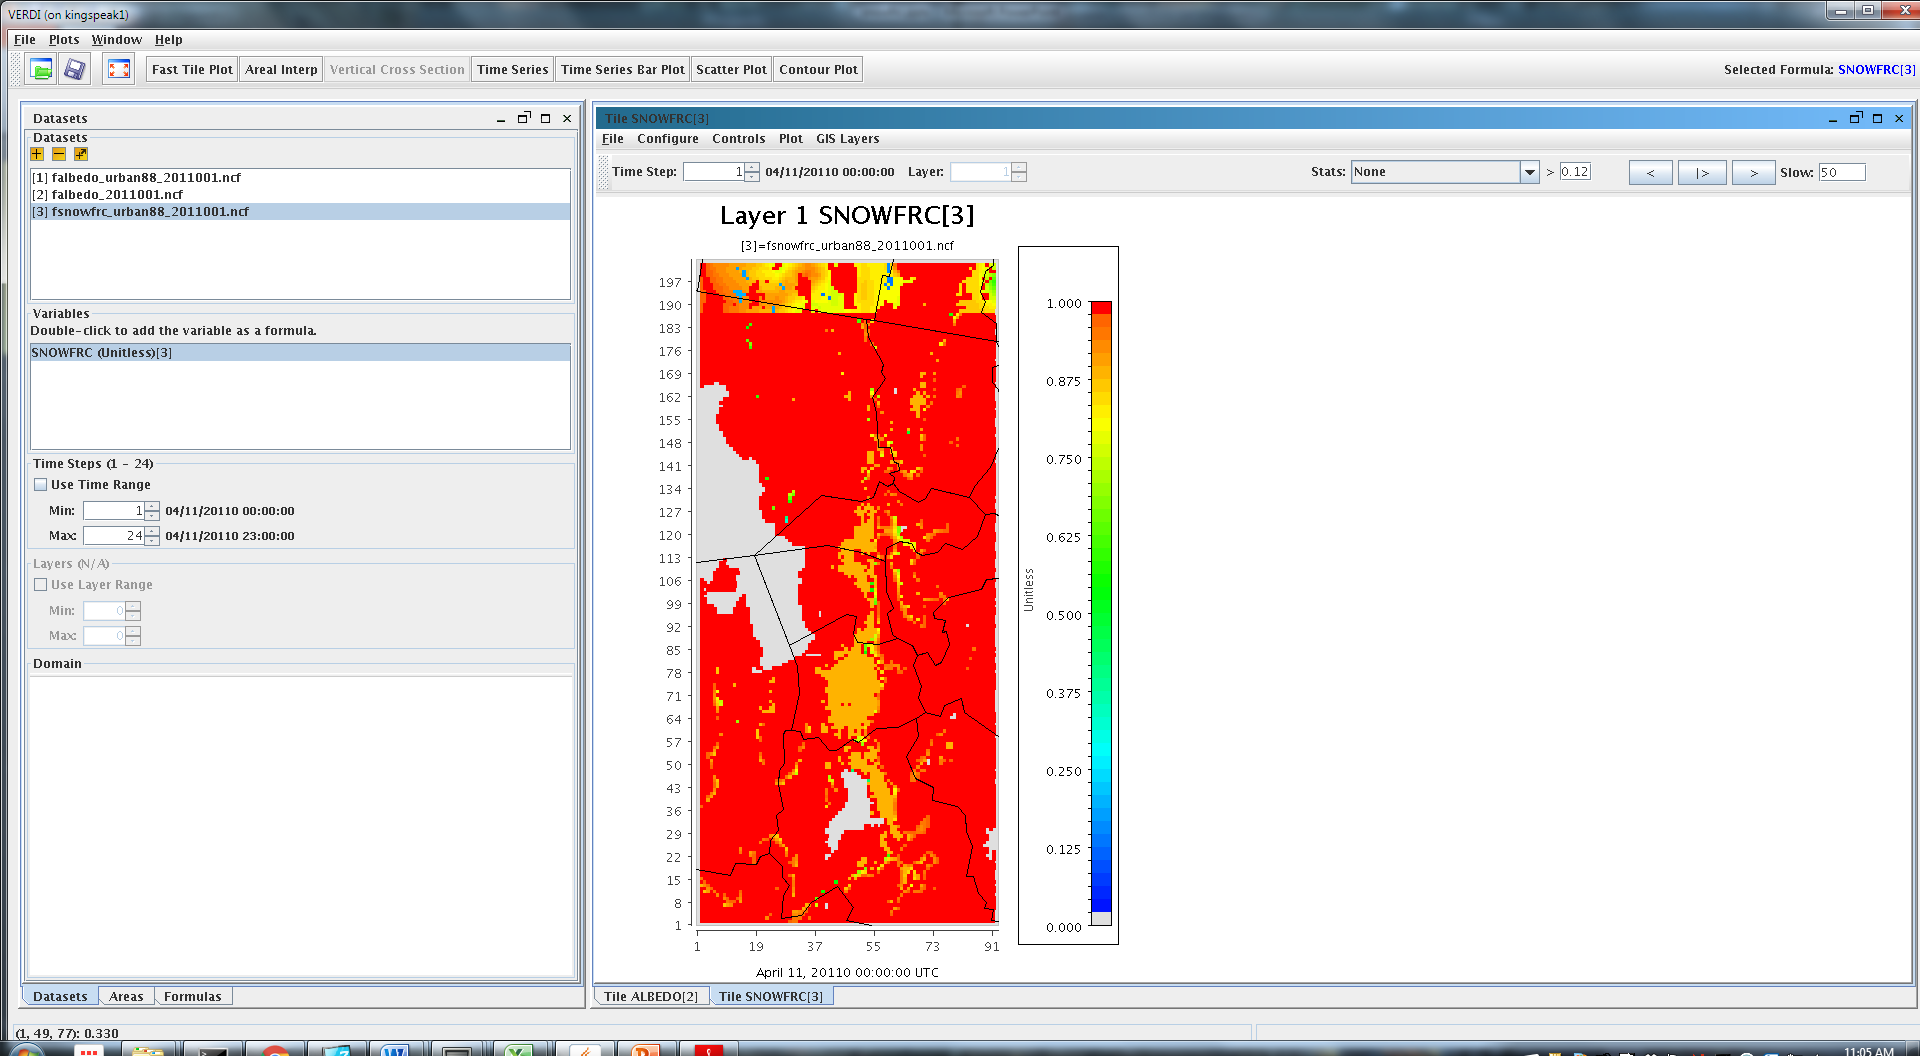 VERDI (on kingspeak1)
File Plots Window Help
Fast Tile Plot Areal Interp Vertical Cross Section Time Series Time Series Bar Plot Scatter Plot Contour Plot Selected Formula: SNOWFRC[3]
Datasets
Datasets
[1] falbedo_urban88_2011001.ncf
[2] falbedo_2011001.ncf
[3] fsnowfrc_urban88_2011001.ncf
Variables
Double-click to add the variable as a formula.
SNOWFRC (Unitless)[3]
Time Steps (1 - 24)
Use Time Range
Min: 1 04/11/20110 00:00:00
Max: 24 04/11/20110 23:00:00
Layers (N/A)
Use Layer Range
Min: 0
Max: 0
Domain
Datasets Areas Formulas
Tile SNOWFRC[3]
File Configure Controls Plot GIS Layers
Time Step: 1 04/11/20110 00:00:00 Layer: 1 Stats: None > 0.12 < |> > Slow: 50
Layer 1 SNOWFRC[3]
[3]=fsnowfrc_urban88_2011001.ncf
197
190
183
176
169
162
155
148
141
134
127
120
113
106
99
92
85
78
71
64
57
50
43
36
29
22
15
8
1
1 19 37 55 73 91
April 11, 20110 00:00:00 UTC
Unitless
1.000
0.875
0.750
0.625
0.500
0.375
0.250
0.125
0.000
Tile ALBEDO[2] Tile SNOWFRC[3]
(1, 49, 77): 0.330
11:05 AM